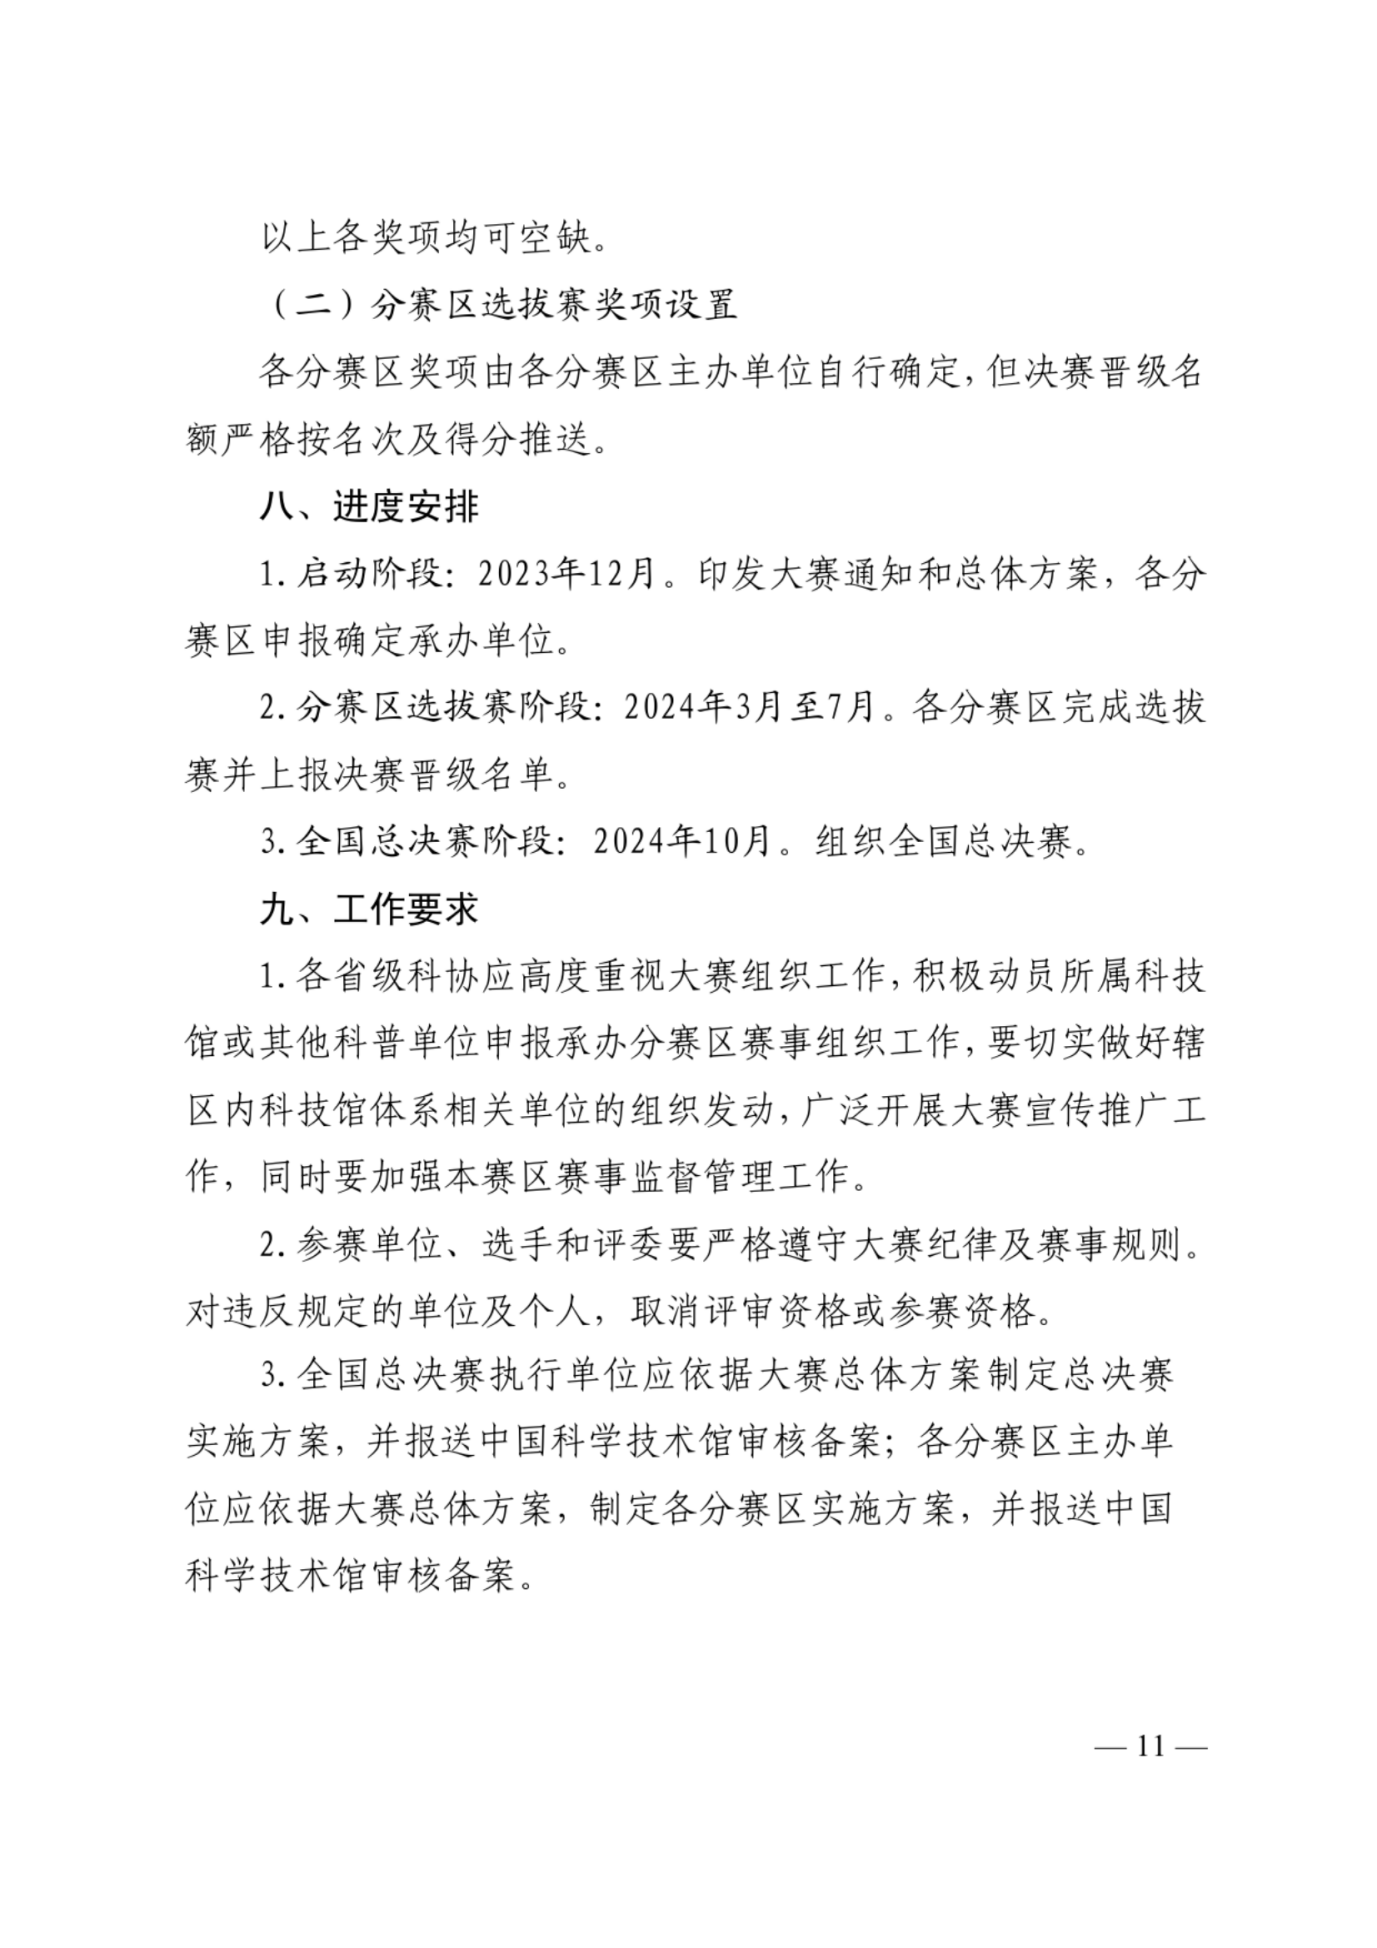 以上各奖项均可空缺。
（二）分赛区选拔赛奖项设置
各分赛区奖项由各分赛区主办单位自行确定，但决赛晋级名
额严格按名次及得分推送。
八、进度安排
1. 启动阶段：2023年12月。印发大赛通知和总体方案，各分
赛区申报确定承办单位。
2. 分赛区选拔赛阶段：2024年3月至7月。各分赛区完成选拔
赛并上报决赛晋级名单。
3. 全国总决赛阶段：2024年10月。组织全国总决赛。
九、工作要求
1. 各省级科协应高度重视大赛组织工作，积极动员所属科技
馆或其他科普单位申报承办分赛区赛事组织工作，要切实做好辖
区内科技馆体系相关单位的组织发动，广泛开展大赛宣传推广工
作，同时要加强本赛区赛事监督管理工作。
2. 参赛单位、选手和评委要严格遵守大赛纪律及赛事规则。
对违反规定的单位及个人，取消评审资格或参赛资格。
3. 全国总决赛执行单位应依据大赛总体方案制定总决赛
实施方案，并报送中国科学技术馆审核备案；各分赛区主办单
位应依据大赛总体方案，制定各分赛区实施方案，并报送中国
科学技术馆审核备案。
— 11 —